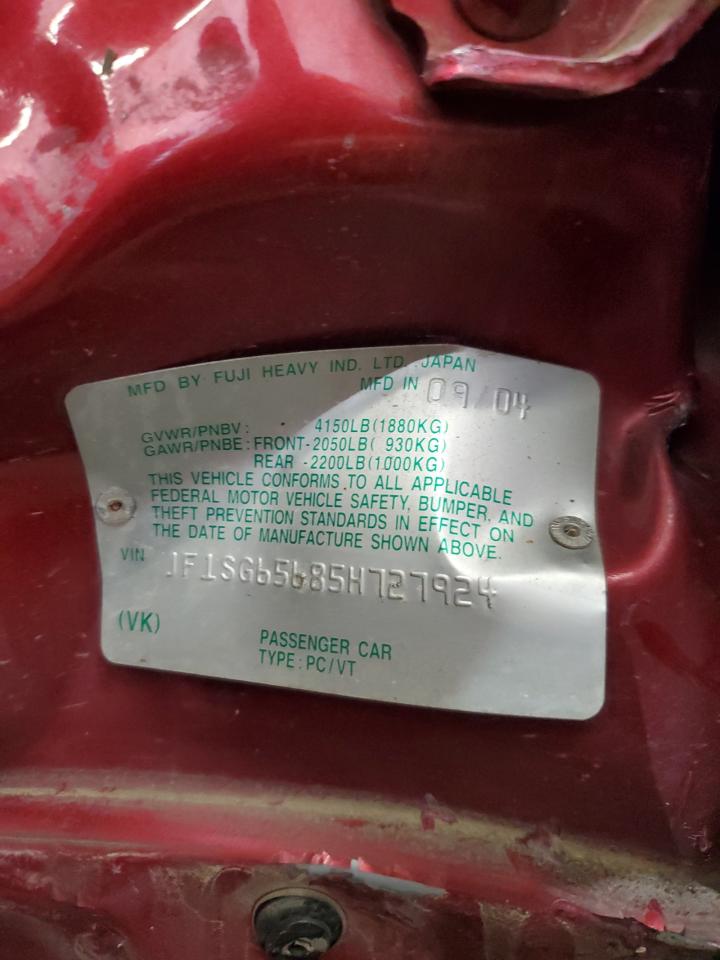 MFD BY FUJI HEAVY IND. LTD. JAPAN
MFD IN 09/04
GVWR/PNBV: 4150LB(1880KG)
GAWR/PNBE: FRONT-2050LB( 930KG)
REAR -2200LB(1000KG)
THIS VEHICLE CONFORMS TO ALL APPLICABLE
FEDERAL MOTOR VEHICLE SAFETY, BUMPER, AND
THEFT PREVENTION STANDARDS IN EFFECT ON
THE DATE OF MANUFACTURE SHOWN ABOVE.
VIN JF1SG65685H727924
(VK)
PASSENGER CAR
TYPE: PC/VT